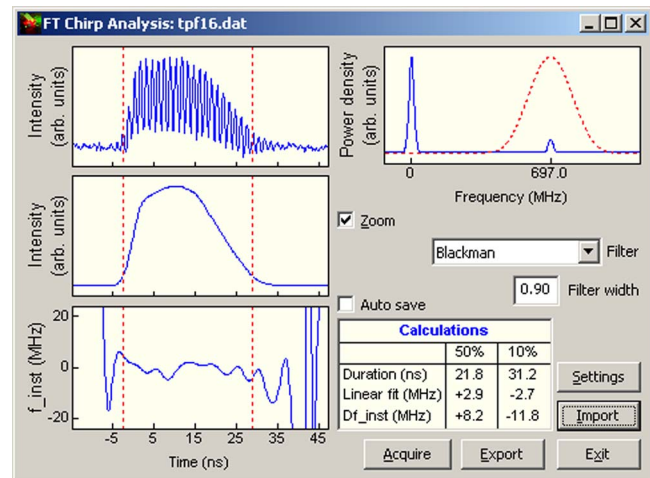 FT Chirp Analysis: tpf16.dat
Intensity
(arb. units)
Power density
(arb. units)
0
697.0
Frequency (MHz)
Zoom
Blackman
Filter
0.90
Filter width
Auto save
Intensity
(arb. units)
f_inst (MHz)
20
0
-20
-5
5
15
25
35
45
Time (ns)
Calculations
50% 10%
Duration (ns) 21.8 31.2
Linear fit (MHz) +2.9 -2.7
Df_inst (MHz) +8.2 -11.8
Settings
Import
Acquire
Export
Exit